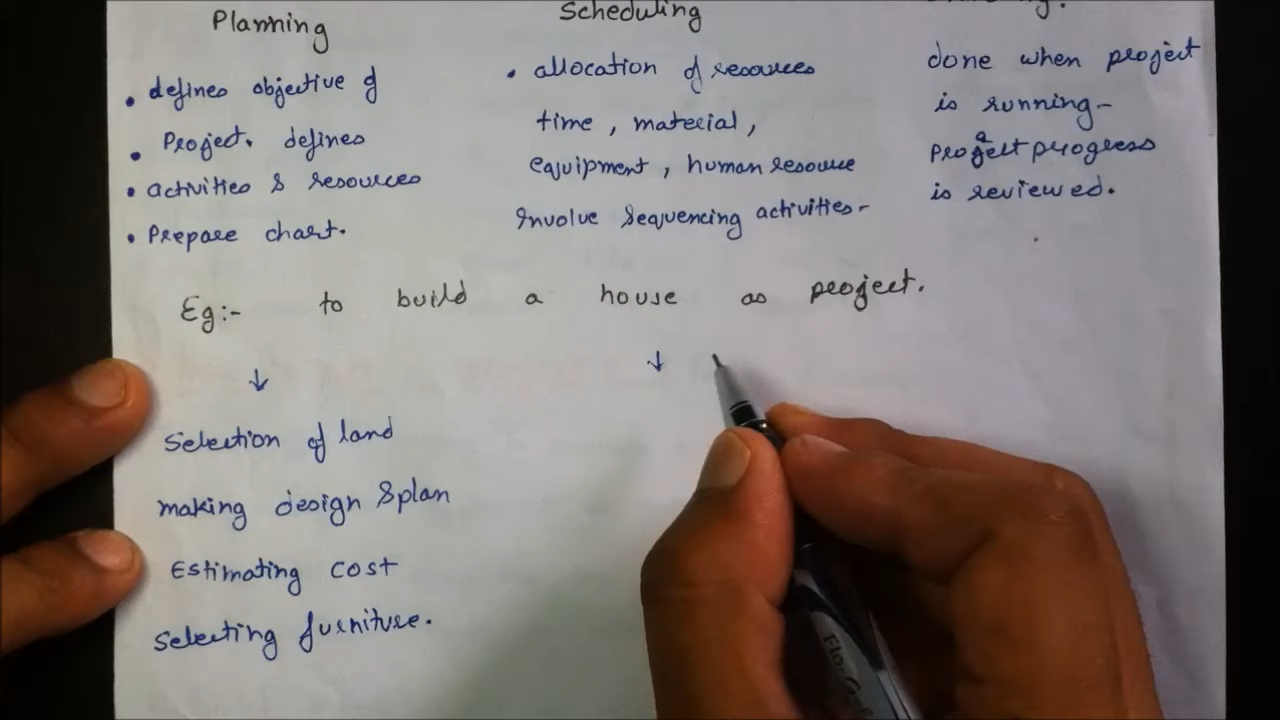 Planning
• defines objective of
• Project. defines
• activities & resources
• Prepare chart.
Scheduling
• allocation of resources
time, material,
equipment, human resource
Involve Sequencing activities-
done when project
is running-
Project progress
is reviewed.
Eg:- to build a house as project.
↓
Selection of land
making design & plan
Estimating cost
Selecting furniture.
↓
Flo-Gel